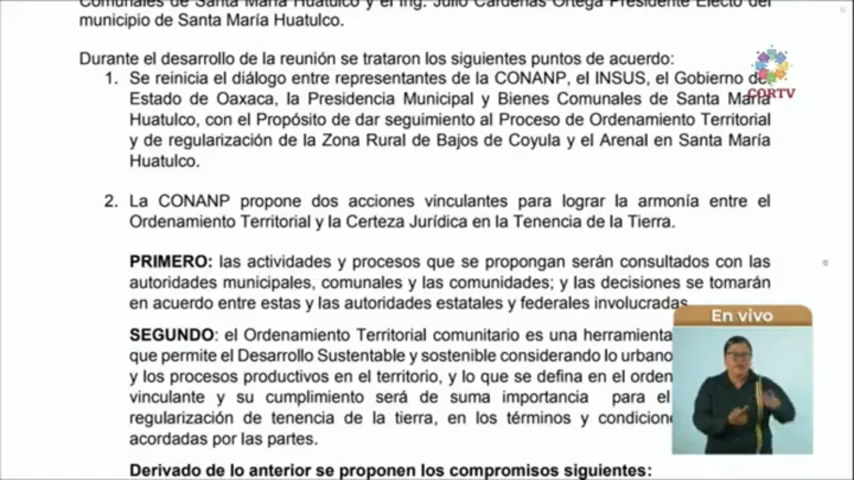 Comunales de Santa María Huatulco y el Ing. Julio Cárdenas Ortega Presidente Electo del
municipio de Santa María Huatulco.
Durante el desarrollo de la reunión se trataron los siguientes puntos de acuerdo:
1. Se reinicia el diálogo entre representantes de la CONANP, el INSUS, el Gobierno del
Estado de Oaxaca, la Presidencia Municipal y Bienes Comunales de Santa María
Huatulco, con el Propósito de dar seguimiento al Proceso de Ordenamiento Territorial
y de regularización de la Zona Rural de Bajos de Coyula y el Arenal en Santa María
Huatulco.
2. La CONANP propone dos acciones vinculantes para lograr la armonía entre el
Ordenamiento Territorial y la Certeza Jurídica en la Tenencia de la Tierra.
PRIMERO: las actividades y procesos que se propongan serán consultados con las
autoridades municipales, comunales y las comunidades; y las decisiones se tomarán
en acuerdo entre estas y las autoridades estatales y federales involucradas
SEGUNDO: el Ordenamiento Territorial comunitario es una herramienta
que permite el Desarrollo Sustentable y sostenible considerando lo urbano
y los procesos productivos en el territorio, y lo que se defina en el orden
vinculante y su cumplimiento será de suma importancia para el
regularización de tenencia de la tierra, en los términos y condicione
acordadas por las partes.
Derivado de lo anterior se proponen los compromisos siguientes:
CORTV
En vivo